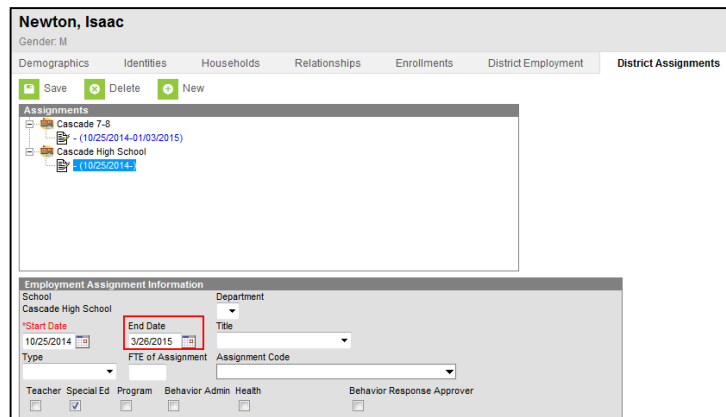 Newton, Isaac
Gender: M
Demographics Identities Households Relationships Enrollments District Employment District Assignments
Save Delete New
Assignments
Cascade 7-8
- (10/25/2014-01/03/2015)
Cascade High School
- (10/25/2014-)
Employment Assignment Information
School Department
Cascade High School
*Start Date End Date Title
10/25/2014 3/26/2015
Type FTE of Assignment Assignment Code
Teacher Special Ed Program Behavior Admin Health Behavior Response Approver